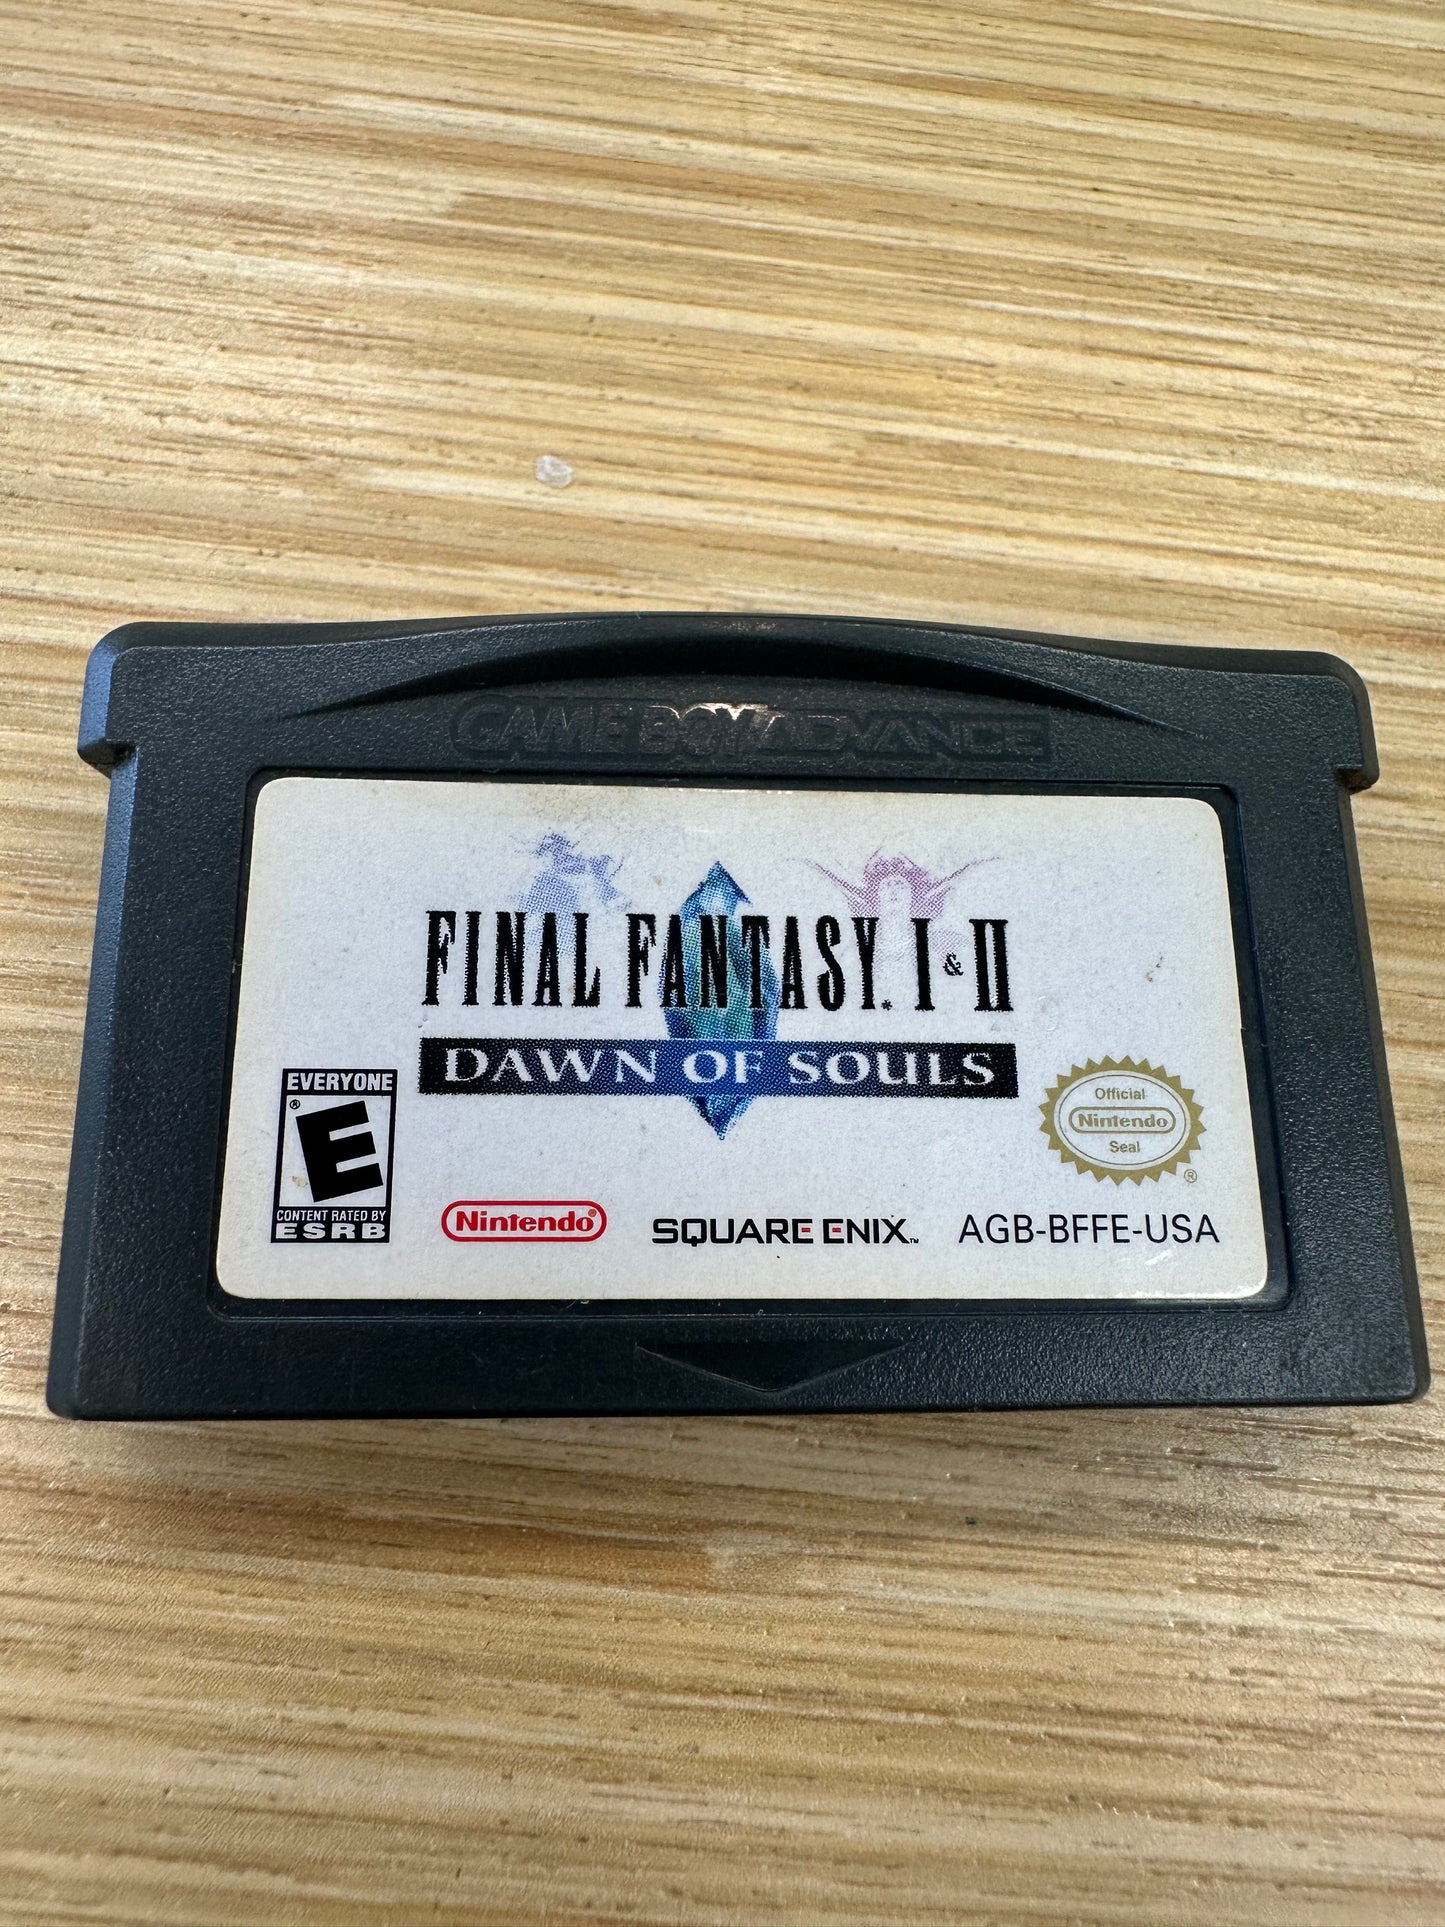 GAME BOY ADVANCE
FINAL FANTASY. I & II
DAWN OF SOULS
EVERYONE
E
®
CONTENT RATED BY
ESRB
Official
Nintendo
Seal
®
Nintendo®
SQUARE ENIX™
AGB-BFFE-USA